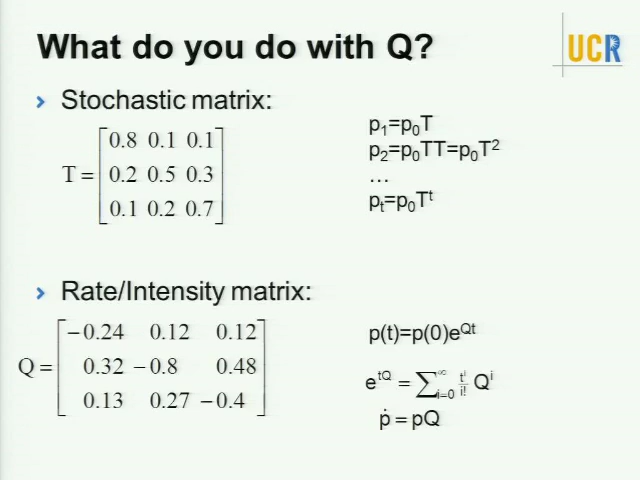 What do you do with Q?
UCR
› Stochastic matrix:
T = [0.8 0.1 0.1
0.2 0.5 0.3
0.1 0.2 0.7]
p₁=p₀T
p₂=p₀TT=p₀T²
...
pₜ=p₀Tᵗ
› Rate/Intensity matrix:
Q = [−0.24 0.12 0.12
0.32 −0.8 0.48
0.13 0.27 −0.4]
p(t)=p(0)e^Qt
e^tQ = ∑_i=0^∞ t^i/i! Q^i
ṗ = pQ